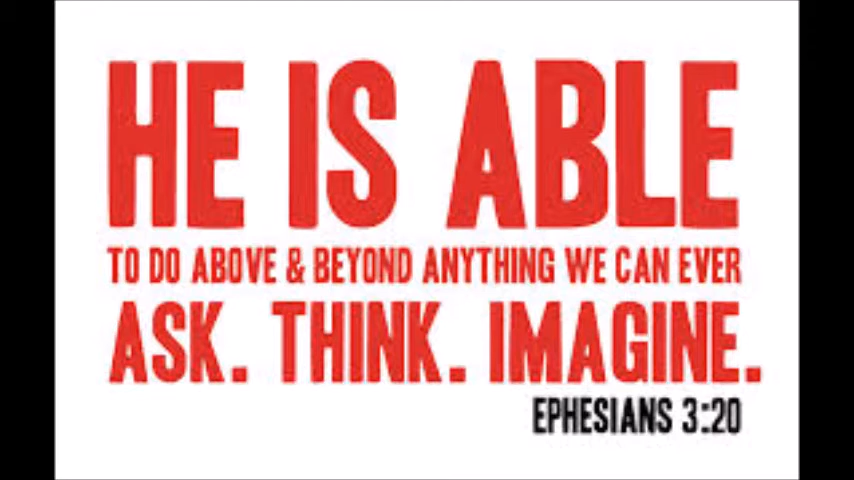 HE IS ABLE
TO DO ABOVE & BEYOND ANYTHING WE CAN EVER
ASK. THINK. IMAGINE.
EPHESIANS 3:20